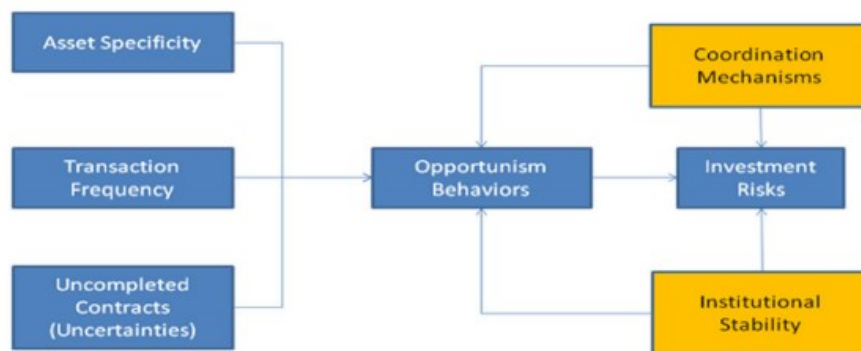 Asset Specificity
Coordination
Mechanisms
Transaction
Frequency
Opportunism
Behaviors
Investment
Risks
Uncompleted
Contracts
(Uncertainties)
Institutional
Stability